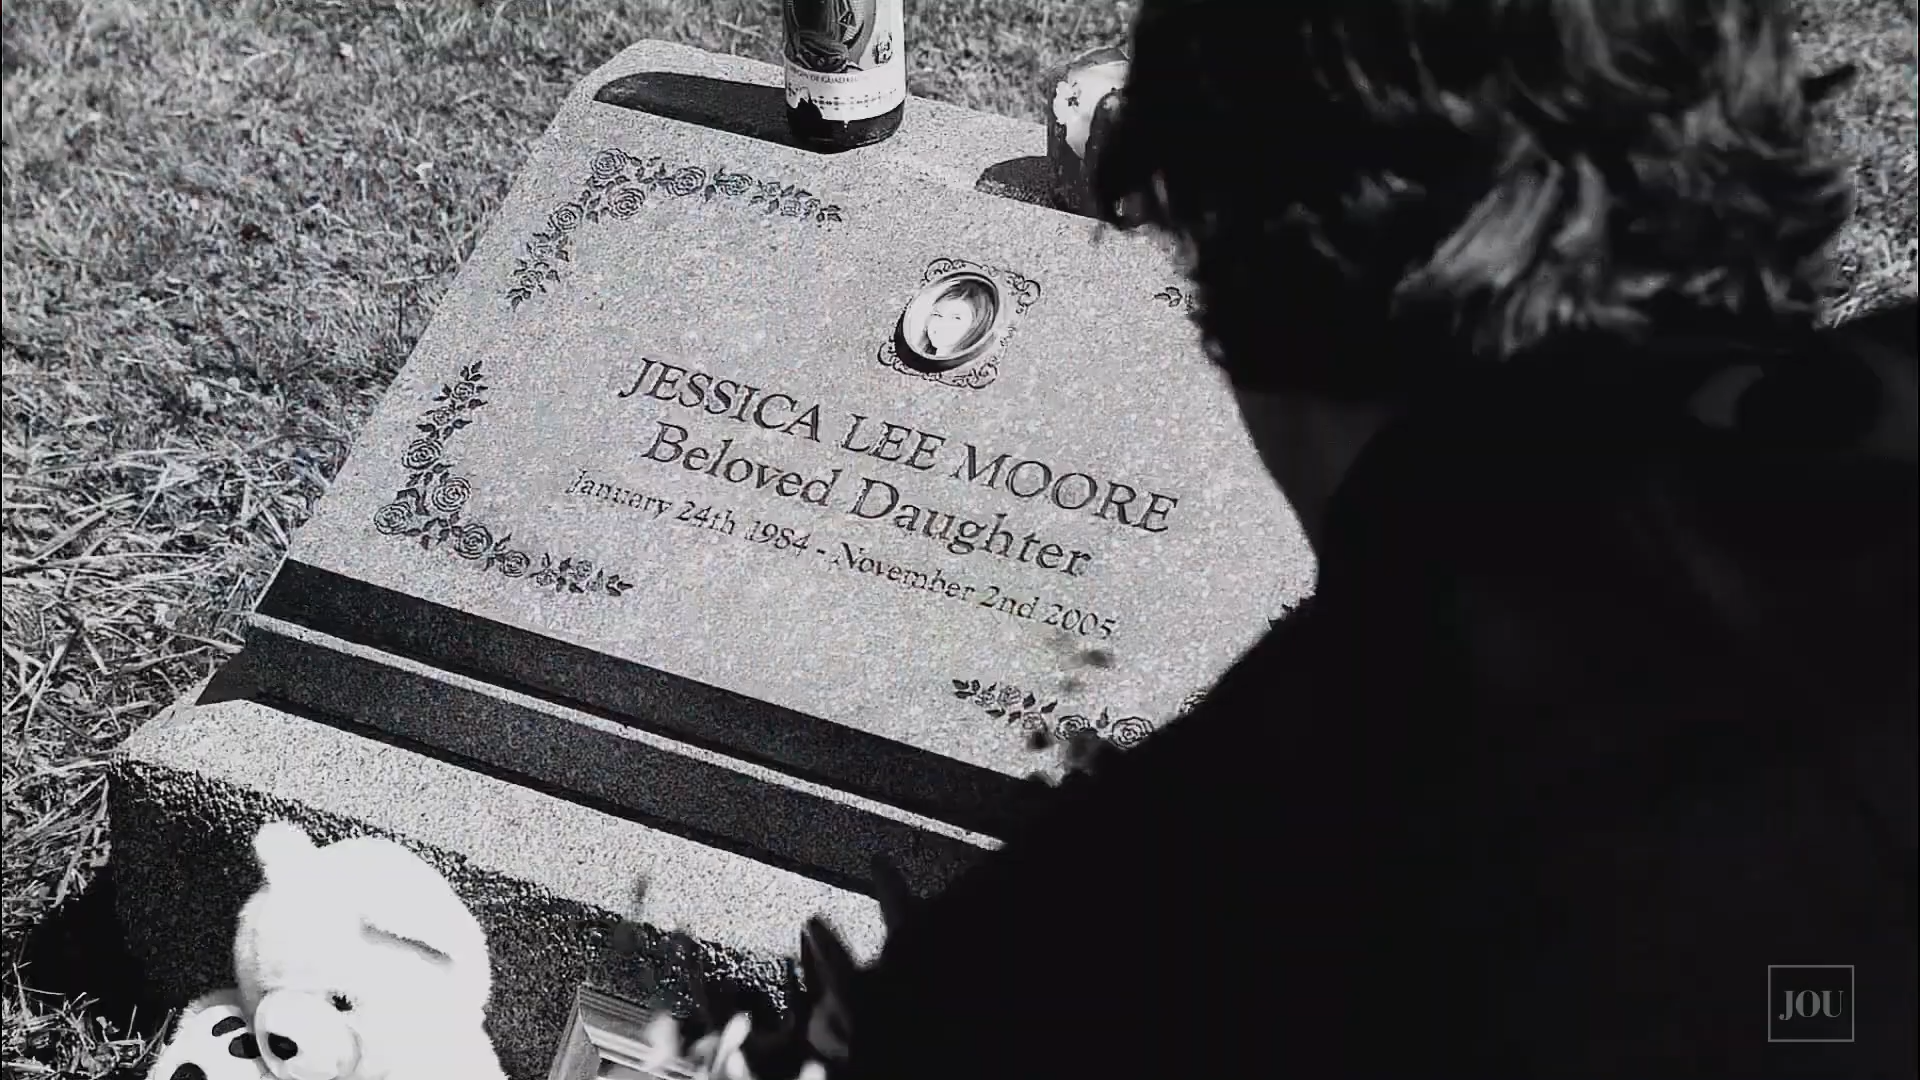 JESSICA LEE MOORE
Beloved Daughter
January 24th 1984 - November 2nd 2005
JOU